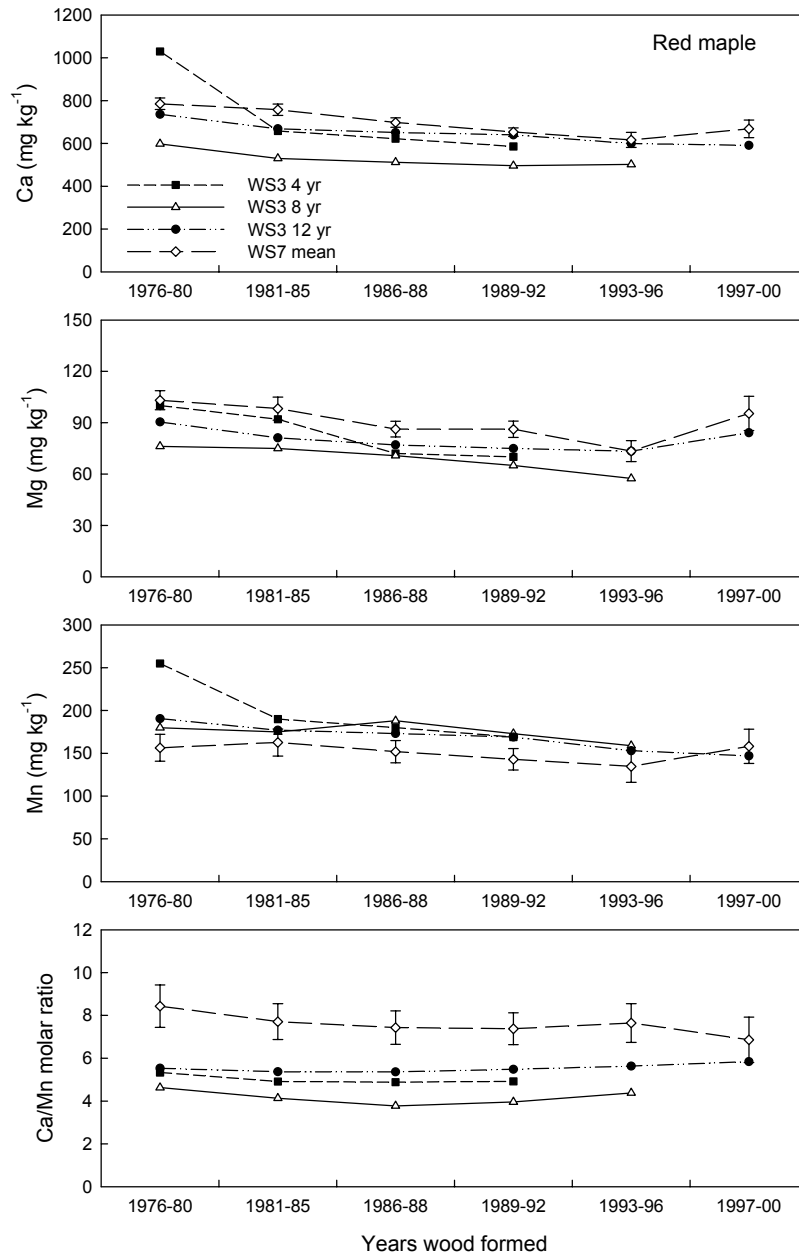 Red maple
Ca (mg kg-1)
1200
1000
800
600
400
200
0
WS3 4 yr
WS3 8 yr
WS3 12 yr
WS7 mean
1976-80 1981-85 1986-88 1989-92 1993-96 1997-00
Mg (mg kg-1)
150
120
90
60
30
0
1976-80 1981-85 1986-88 1989-92 1993-96 1997-00
Mn (mg kg-1)
300
250
200
150
100
50
0
1976-80 1981-85 1986-88 1989-92 1993-96 1997-00
Ca/Mn molar ratio
12
10
8
6
4
2
0
1976-80 1981-85 1986-88 1989-92 1993-96 1997-00
Years wood formed